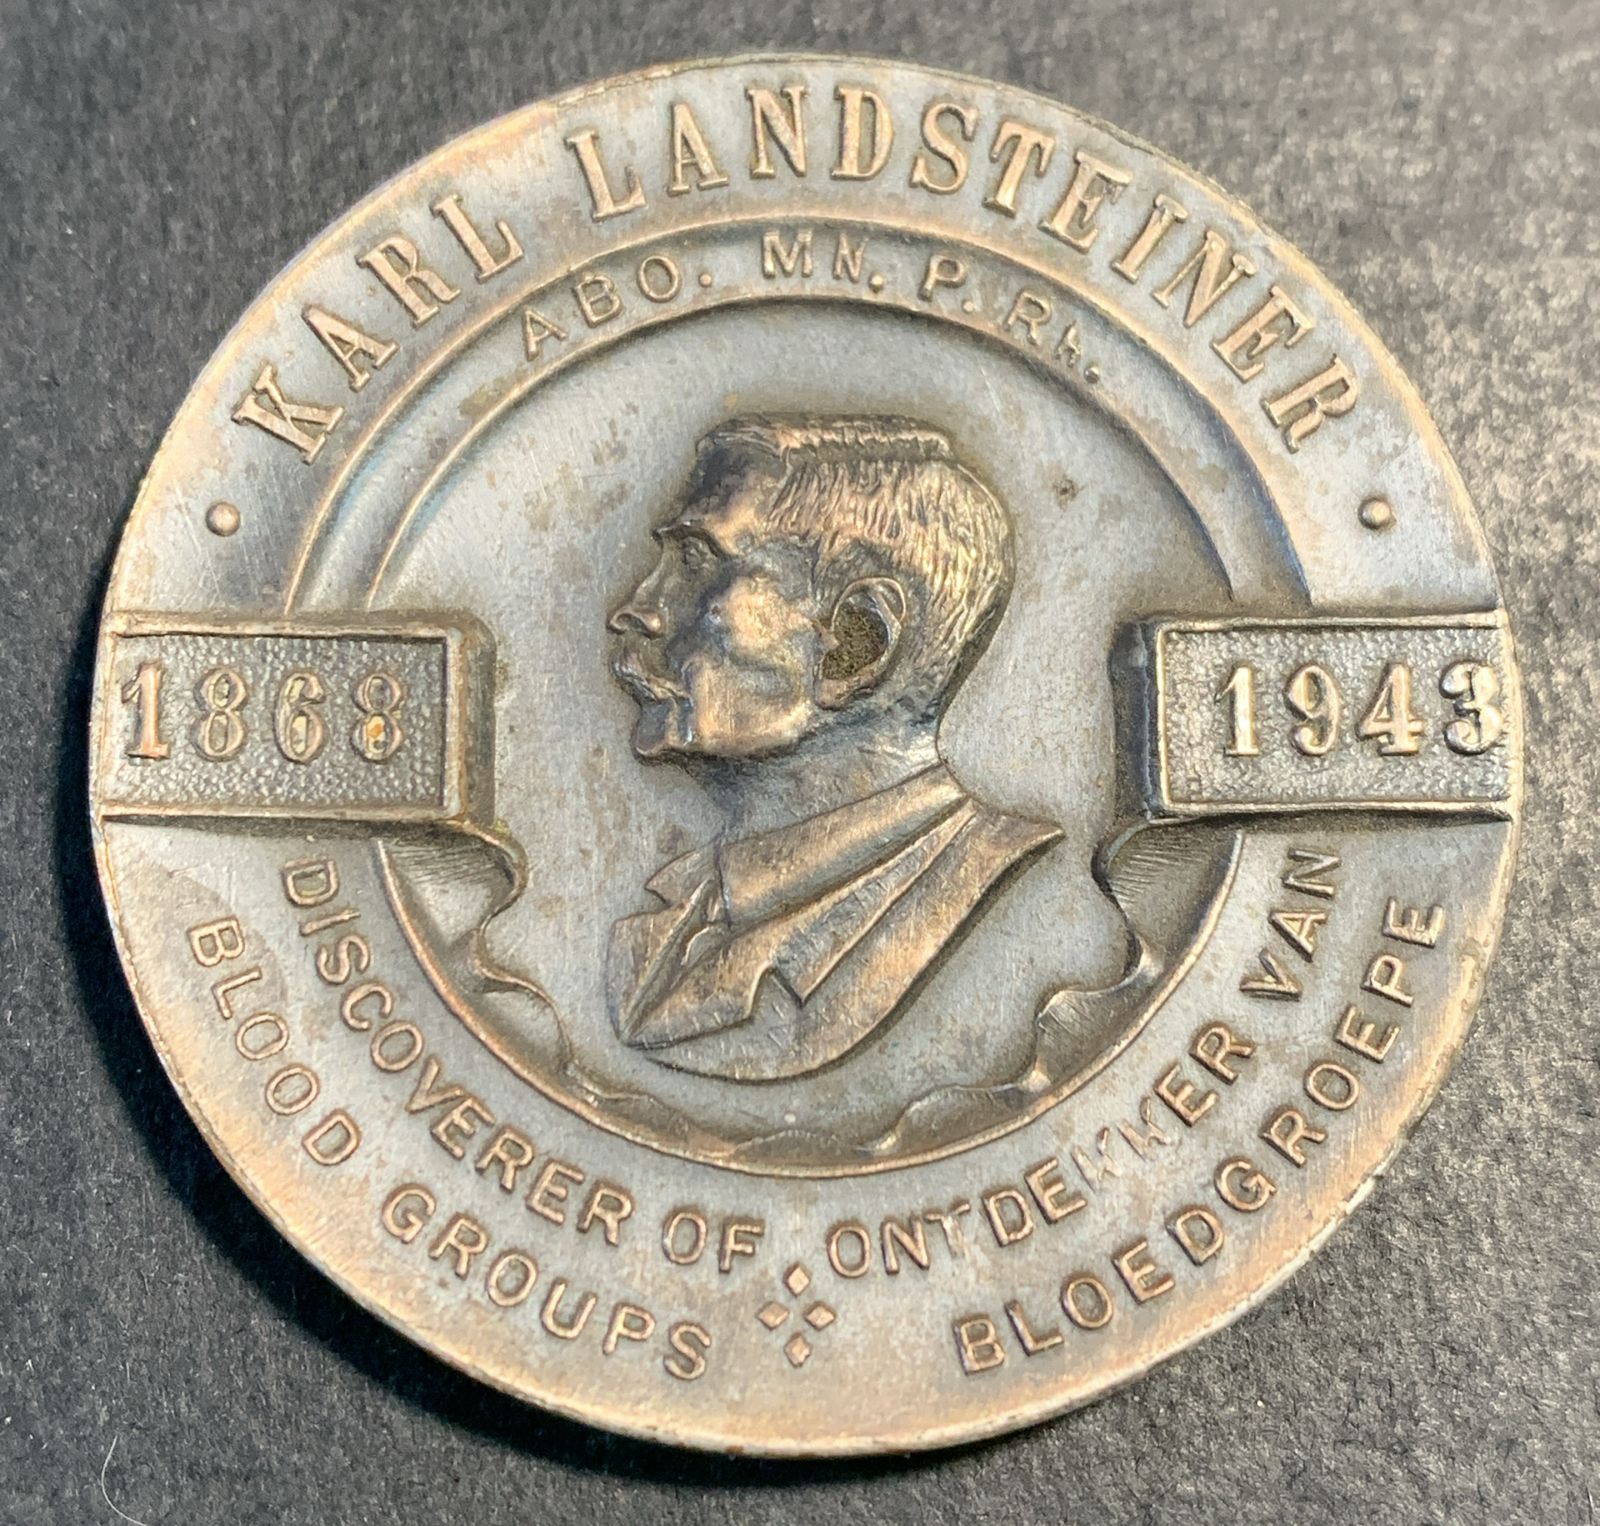 · KARL LANDSTEINER ·
ABO. MN. P. Rh.
1868
1943
DISCOVERER OF
BLOOD GROUPS
ONTDEKKER VAN
BLOEDGROEPE